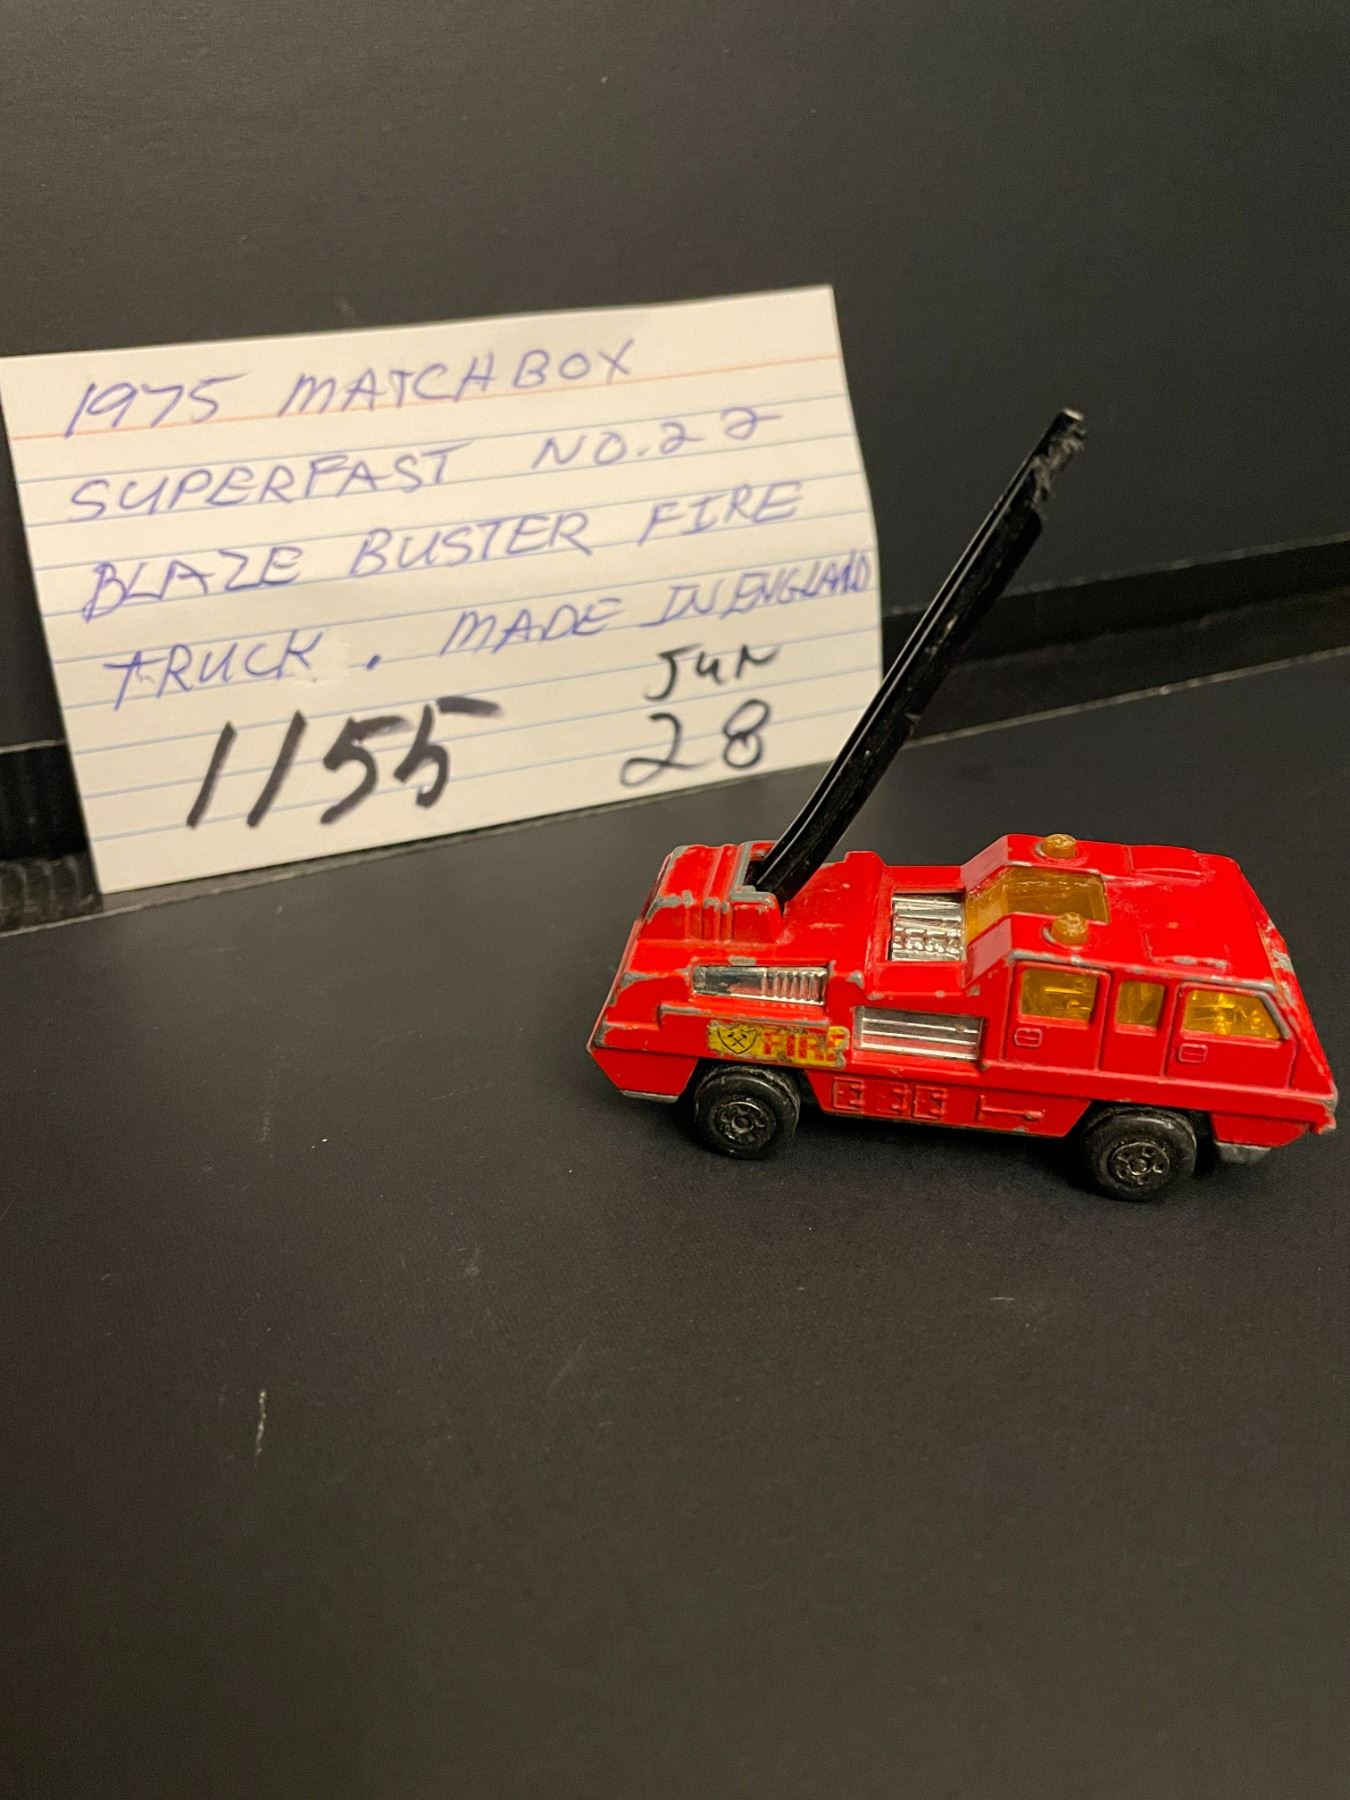 1975 MATCHBOX
SUPERFAST NO.22
BLAZE BUSTER FIRE
TRUCK. MADE IN ENGLAND
JUN
1155 28
FIRE